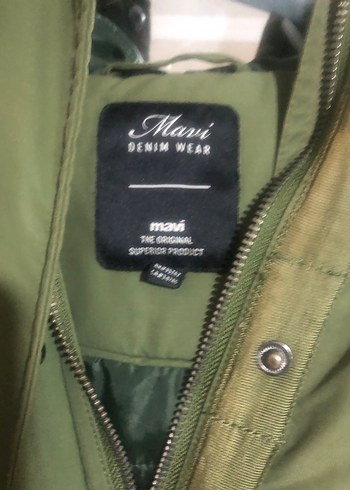 Mavi
DENIM WEAR
mavi
THE ORIGINAL
SUPERIOR PRODUCT